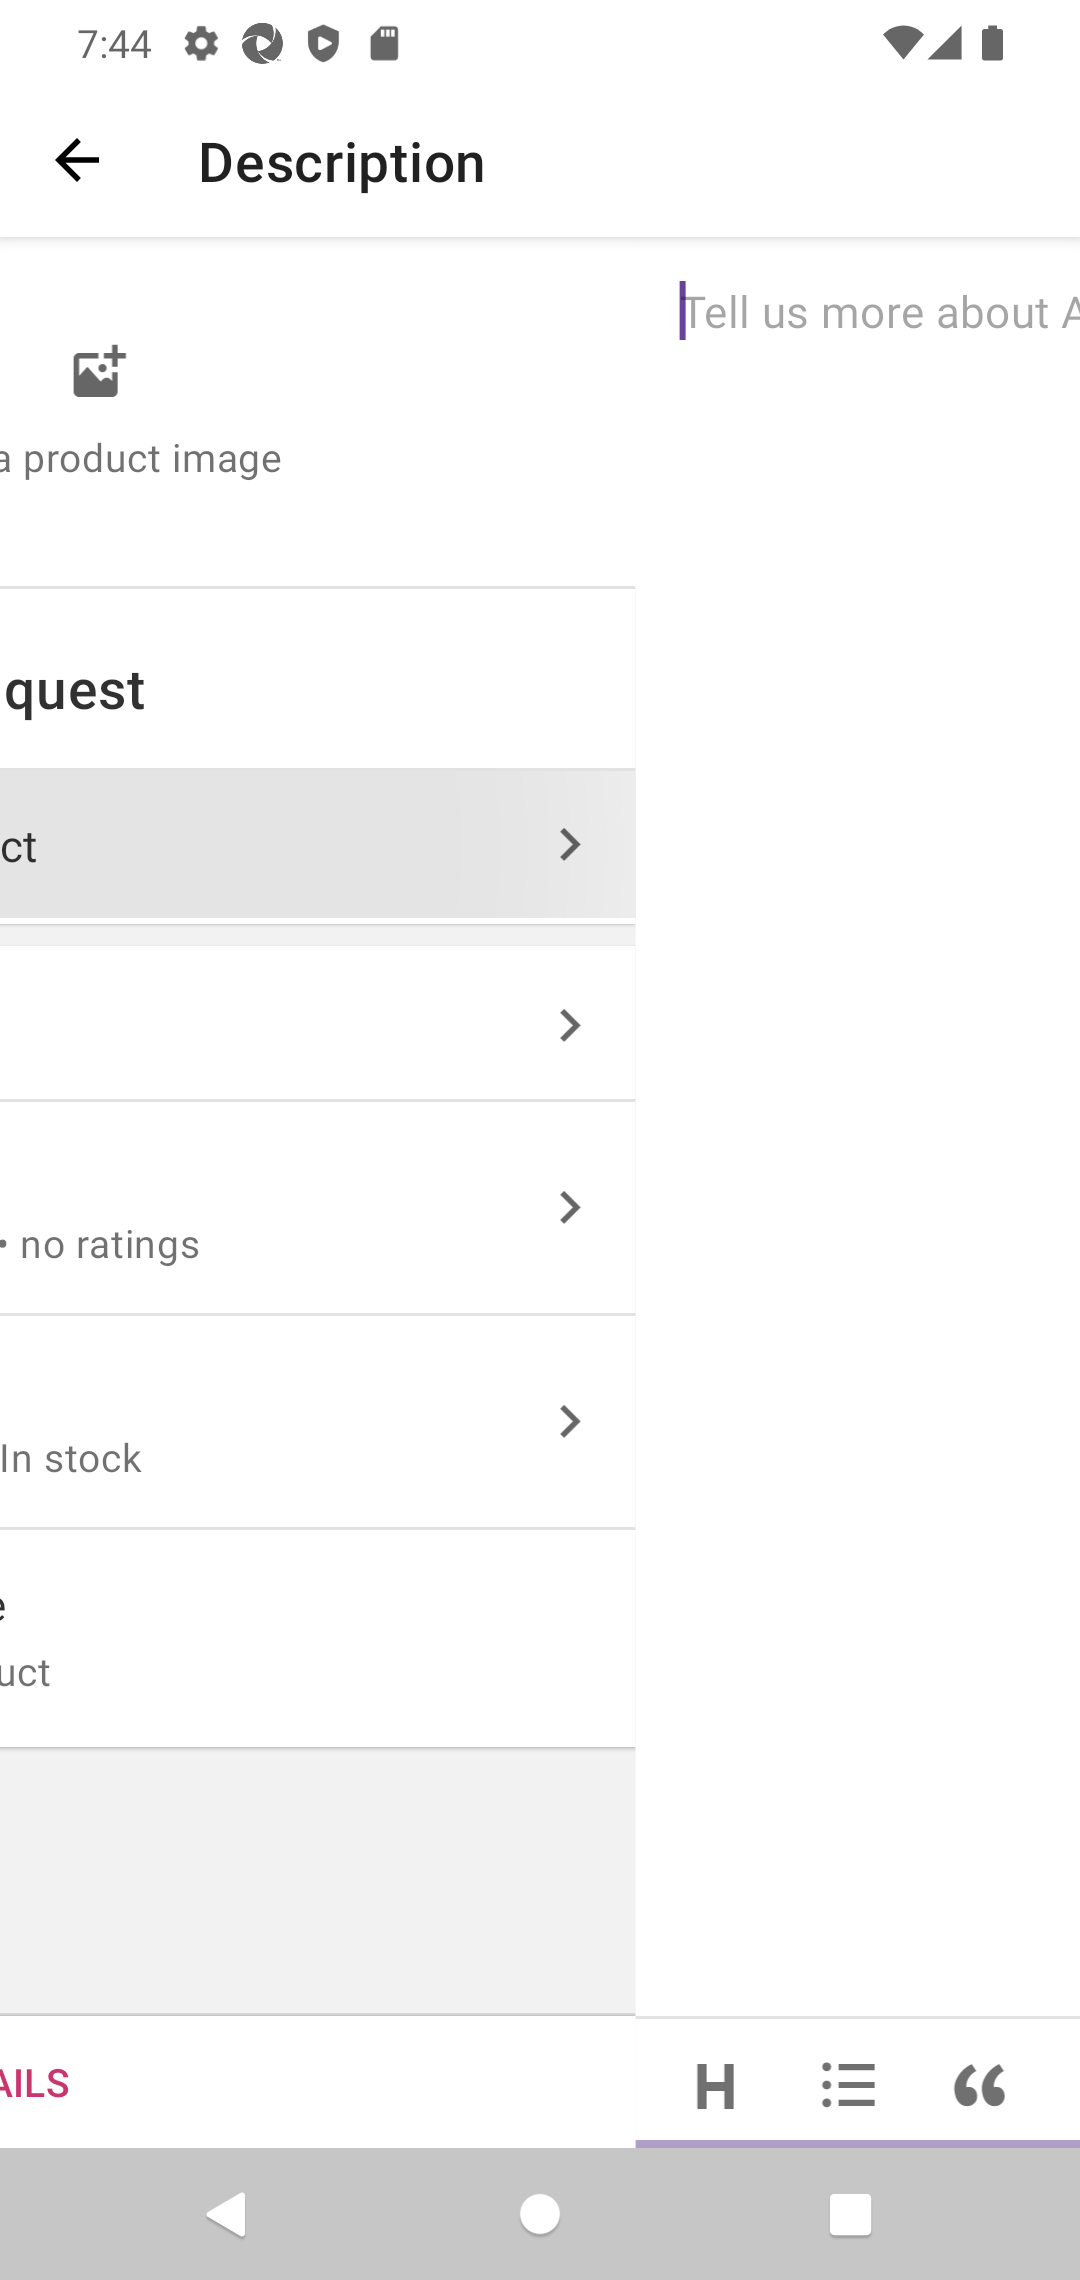 7:44
Description
Tell us more about A
a product image
quest
ct
• no ratings
In stock
e
uct
AILS
H